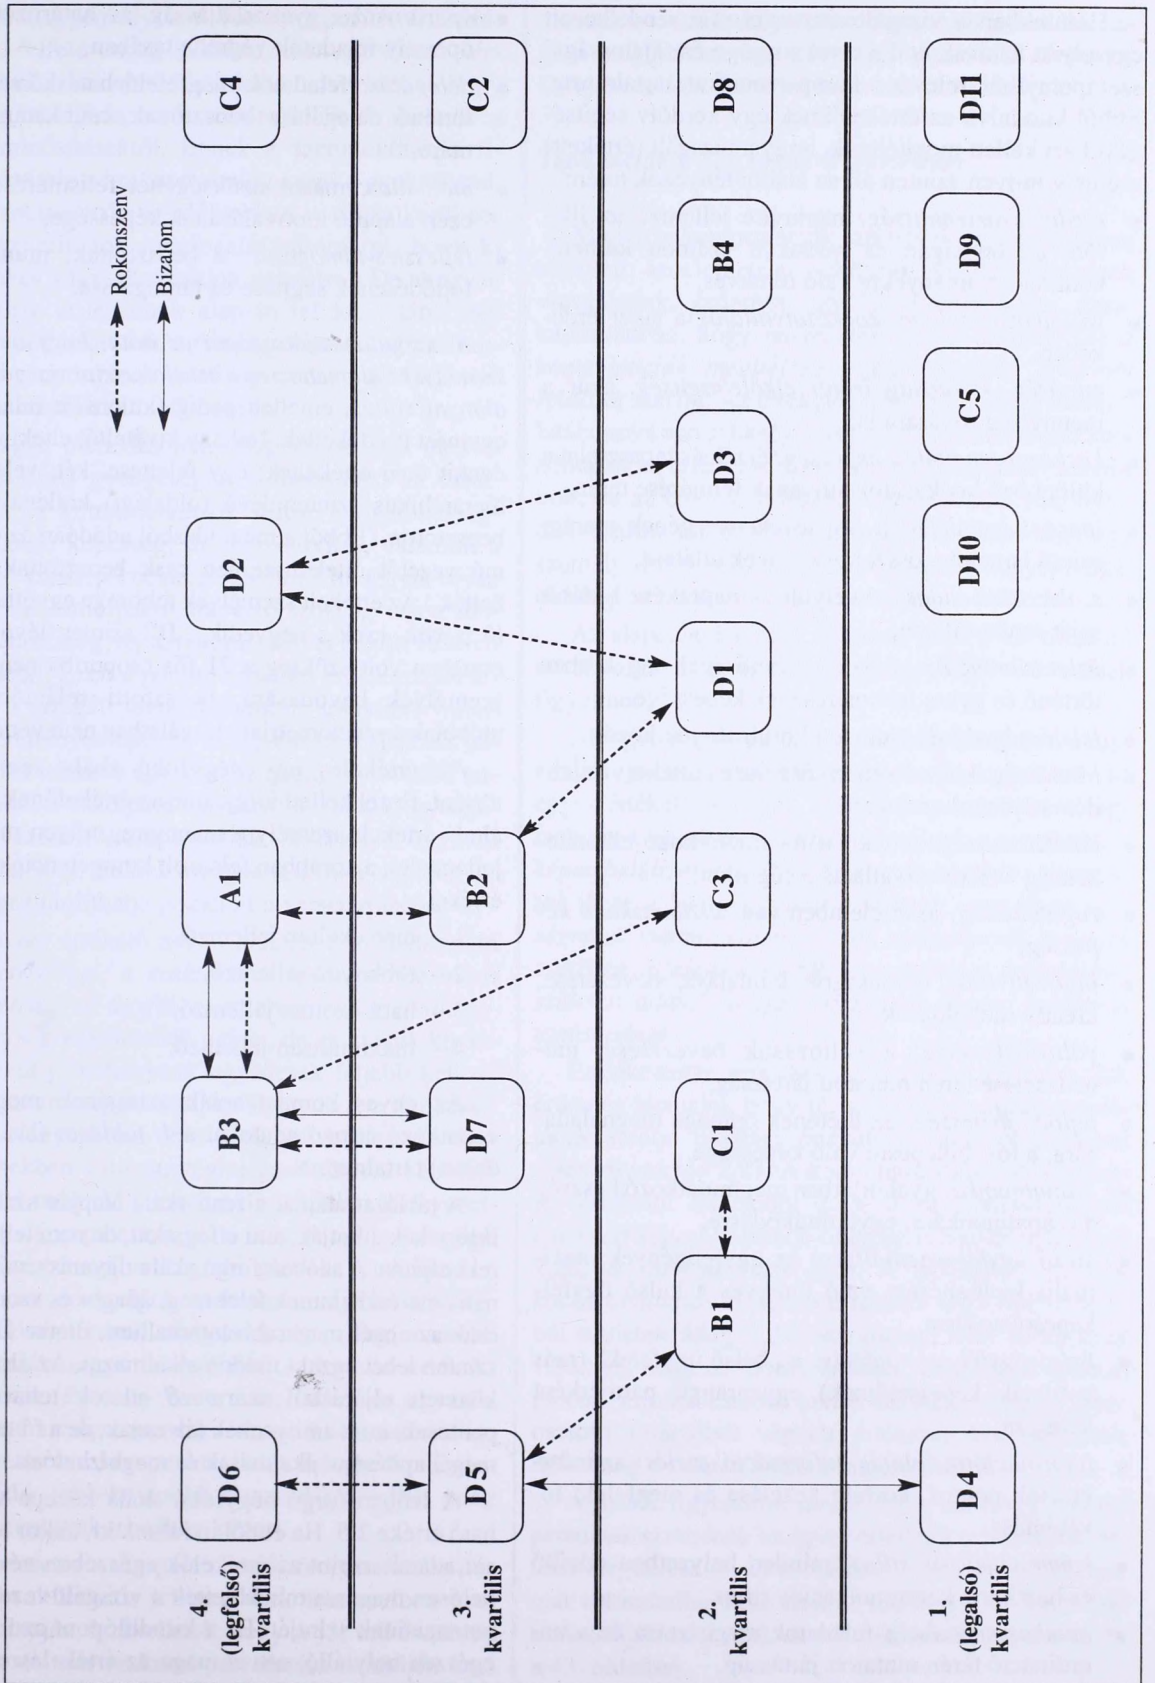 Rokonszenv
Bizalom
4.
(legfelső)
kvartilis
D6
B3
A1
D2
C4
3.
kvartilis
D5
D7
B2
C2
2.
kvartilis
B1
C1
C3
D1
D3
B4
D8
1.
(legalsó)
kvartilis
D4
D10
C5
D9
D11